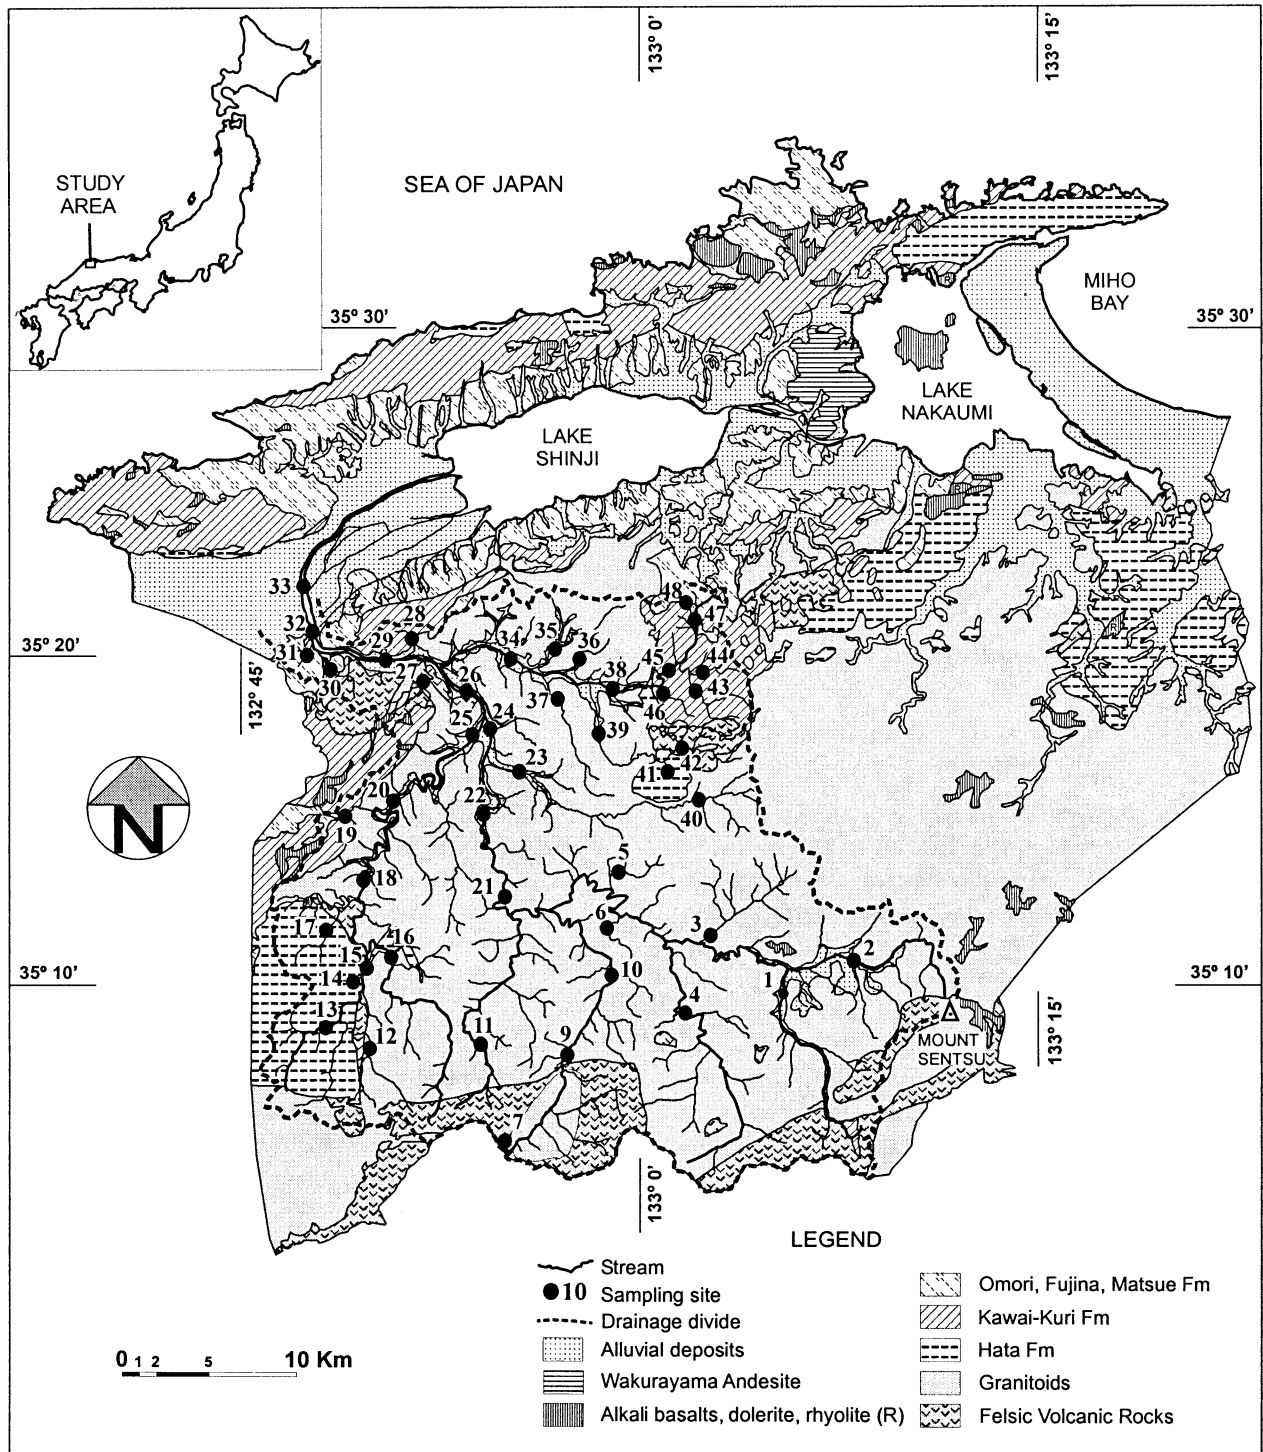 133° 0'
133° 15'
STUDY
AREA
SEA OF JAPAN
MIHO
BAY
35° 30'
35° 30'
LAKE
NAKAUMI
LAKE
SHINJI
R
33
48
47
32
28
29
34
35
36
31
30
27
26
45
44
38
43
46
37
35° 20'
132° 45'
25
24
39
42
41
23
40
20
22
19
N
5
18
21
6
3
17
16
2
15
14
10
1
35° 10'
35° 10'
13
4
12
11
9
MOUNT
SENTSU
133° 15'
7
133° 0'
LEGEND
Stream
10 Sampling site
Drainage divide
Alluvial deposits
Wakurayama Andesite
Alkali basalts, dolerite, rhyolite (R)
Omori, Fujina, Matsue Fm
Kawai-Kuri Fm
Hata Fm
Granitoids
Felsic Volcanic Rocks
0 1 2 5 10 Km